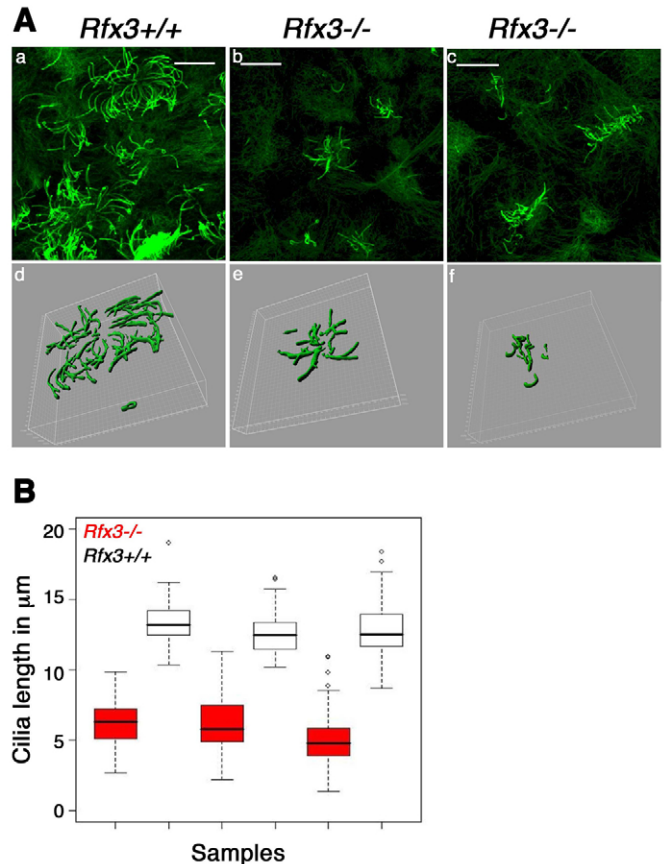 A
Rfx3+/+ Rfx3-/- Rfx3-/-
a b c
d e f
B
Rfx3-/-
Rfx3+/+
20
15
10
5
0
Cilia length in µm
Samples